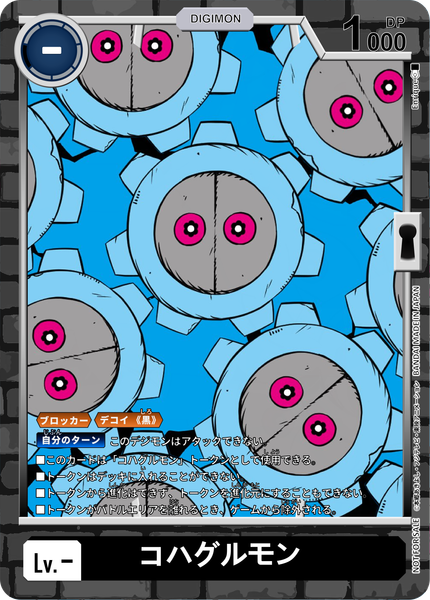 DIGIMON
-
1000
DP
Enrique
ブロッカー デコイ《黒》
自分のターン このデジモンはアタックできない
■このカードは「コハグルモン」トークンとして使用できる。
■トークンはデッキに入れることができない。
■トークンから進化はできず、トークンを進化元にすることもできない。
■トークンがバトルエリアを離れるとき、ゲームから除外される。
Lv.-
コハグルモン
NOT FOR SALE
BANDAI MADE IN JAPAN